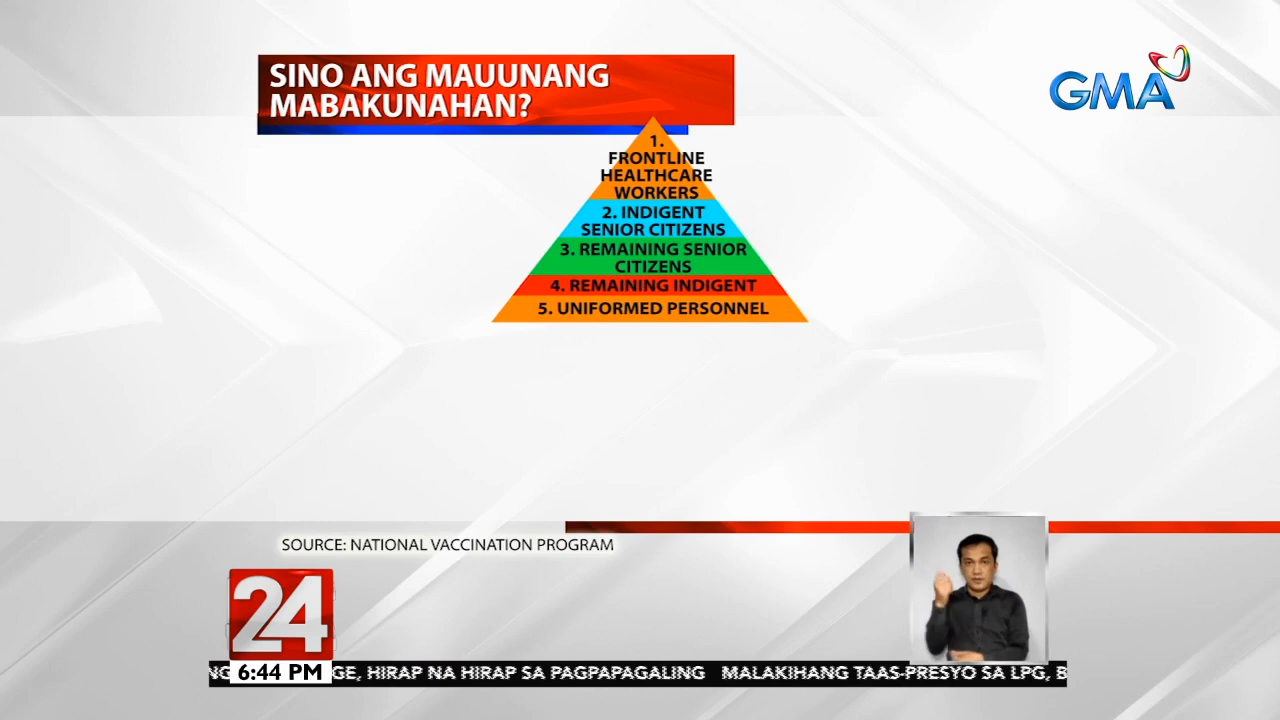 SINO ANG MAUUNANG
MABAKUNAHAN?
GMA
1.
FRONTLINE
HEALTHCARE
WORKERS
2. INDIGENT
SENIOR CITIZENS
3. REMAINING SENIOR
CITIZENS
4. REMAINING INDIGENT
5. UNIFORMED PERSONNEL
SOURCE: NATIONAL VACCINATION PROGRAM
24
6:44 PM
HIRAP NA HIRAP SA PAGPAPAGALING MALAKIHANG TAAS-PRESYO SA LPG,